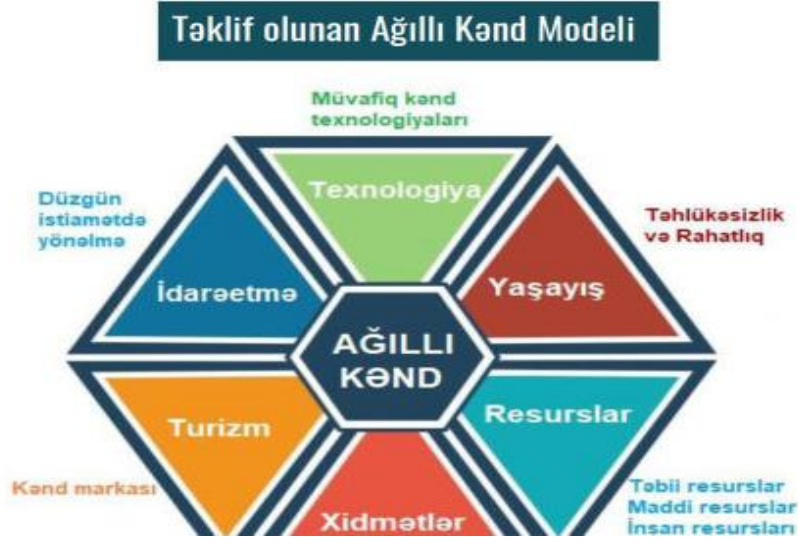 Təklif olunan Ağıllı Kənd Modeli
Müvafiq kənd
texnologiyaları
Texnologiya
Düzgün
istiamətdə
yönəlmə
Təhlükəsizlik
və Rahatlıq
İdarəetmə
Yaşayış
AĞILLI
KƏND
Turizm
Resurslar
Kənd markası
Təbii resurslar
Maddi resurslar
İnsan resursları
Xidmətlər